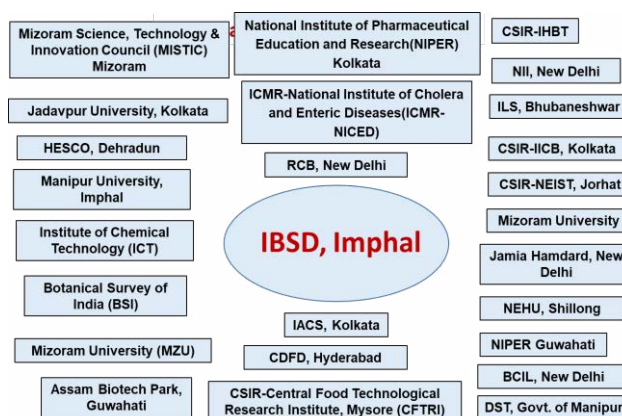 Mizoram Science, Technology &
Innovation Council (MISTIC)
Mizoram
Jadavpur University, Kolkata
HESCO, Dehradun
Manipur University,
Imphal
Institute of Chemical
Technology (ICT)
Botanical Survey of
India (BSI)
Mizoram University (MZU)
Assam Biotech Park,
Guwahati
National Institute of Pharmaceutical
Education and Research(NIPER)
Kolkata
ICMR-National Institute of Cholera
and Enteric Diseases(ICMR-
NICED)
RCB, New Delhi
IBSD, Imphal
IACS, Kolkata
CDFD, Hyderabad
CSIR-Central Food Technological
Research Institute, Mysore (CFTRI)
CSIR-IHBT
NII, New Delhi
ILS, Bhubaneshwar
CSIR-IICB, Kolkata
CSIR-NEIST, Jorhat
Mizoram University
Jamia Hamdard, New
Delhi
NEHU, Shillong
NIPER Guwahati
BCIL, New Delhi
DST, Govt. of Manipur